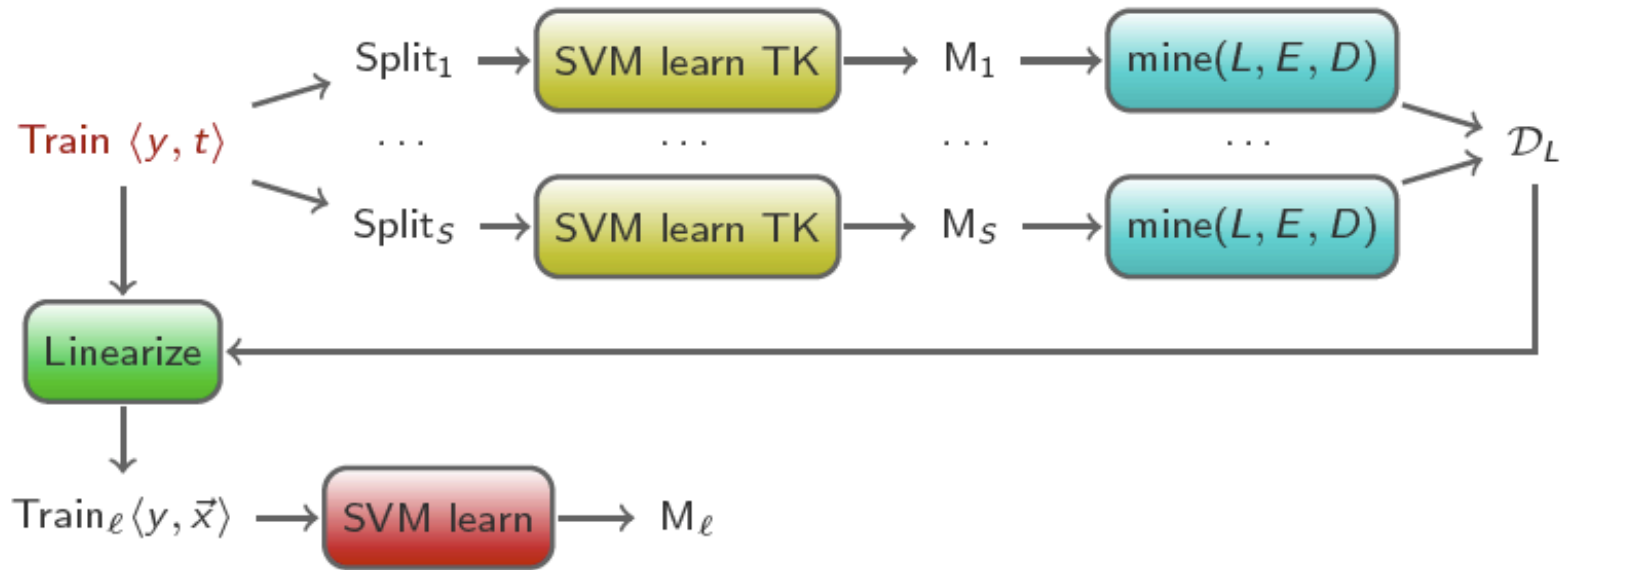 Split₁ SVM learn TK M₁ mine(L, E, D)
Train ⟨y, t⟩ ... ... ... ... 𝒟_L
Split_S SVM learn TK M_S mine(L, E, D)
Linearize
Train_ℓ⟨y, x⃗⟩ SVM learn M_ℓ